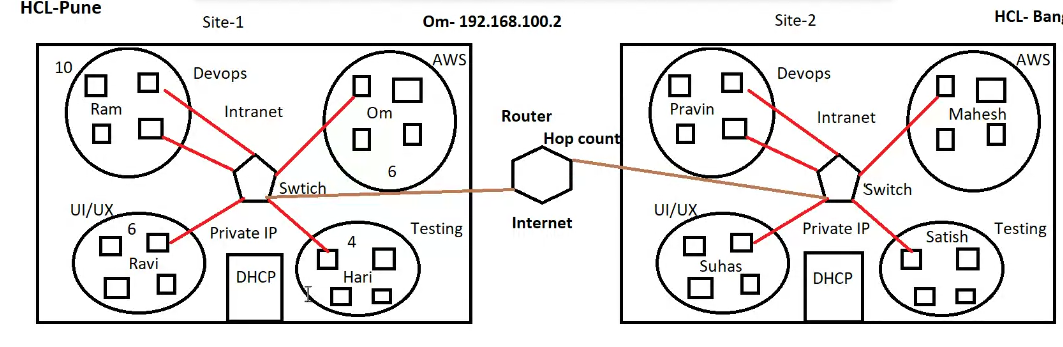 HCL-Pune
Site-1
Om- 192.168.100.2
Site-2
HCL- Bang
10
Devops
AWS
Ram
Intranet
Om
6
Swtich
UI/UX
6
Ravi
Private IP
DHCP
4
Hari
Testing
Router
Hop count
Internet
Devops
AWS
Pravin
Intranet
Mahesh
Switch
UI/UX
Suhas
Private IP
DHCP
Satish
Testing